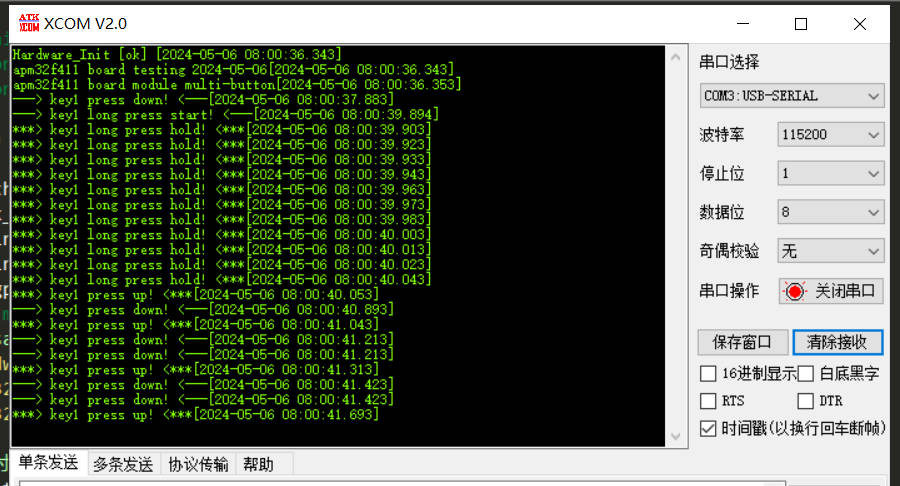 XCOM V2.0
Hardware_Init [ok] [2024-05-06 08:00:36.343]
apm32f411 board testing 2024-05-06[2024-05-06 08:00:36.343]
apm32f411 board module multi-button[2024-05-06 08:00:36.353]
---> key1 press down! <---[2024-05-06 08:00:37.883]
---> key1 long press start! <---[2024-05-06 08:00:39.894]
***> key1 long press hold! <***[2024-05-06 08:00:39.903]
***> key1 long press hold! <***[2024-05-06 08:00:39.923]
***> key1 long press hold! <***[2024-05-06 08:00:39.933]
***> key1 long press hold! <***[2024-05-06 08:00:39.943]
***> key1 long press hold! <***[2024-05-06 08:00:39.963]
***> key1 long press hold! <***[2024-05-06 08:00:39.973]
***> key1 long press hold! <***[2024-05-06 08:00:39.983]
***> key1 long press hold! <***[2024-05-06 08:00:40.003]
***> key1 long press hold! <***[2024-05-06 08:00:40.013]
***> key1 long press hold! <***[2024-05-06 08:00:40.023]
***> key1 long press hold! <***[2024-05-06 08:00:40.043]
***> key1 press up! <***[2024-05-06 08:00:40.053]
---> key1 press down! <---[2024-05-06 08:00:40.893]
***> key1 press up! <***[2024-05-06 08:00:41.043]
---> key1 press down! <---[2024-05-06 08:00:41.213]
---> key1 press down! <---[2024-05-06 08:00:41.213]
***> key1 press up! <***[2024-05-06 08:00:41.313]
---> key1 press down! <---[2024-05-06 08:00:41.423]
---> key1 press down! <---[2024-05-06 08:00:41.423]
***> key1 press up! <***[2024-05-06 08:00:41.693]
串口选择
COM3:USB-SERIAL
波特率 115200
停止位 1
数据位 8
奇偶校验 无
串口操作 关闭串口
保存窗口 清除接收
16进制显示 白底黑字
RTS DTR
时间戳(以换行回车断帧)
单条发送 多条发送 协议传输 帮助